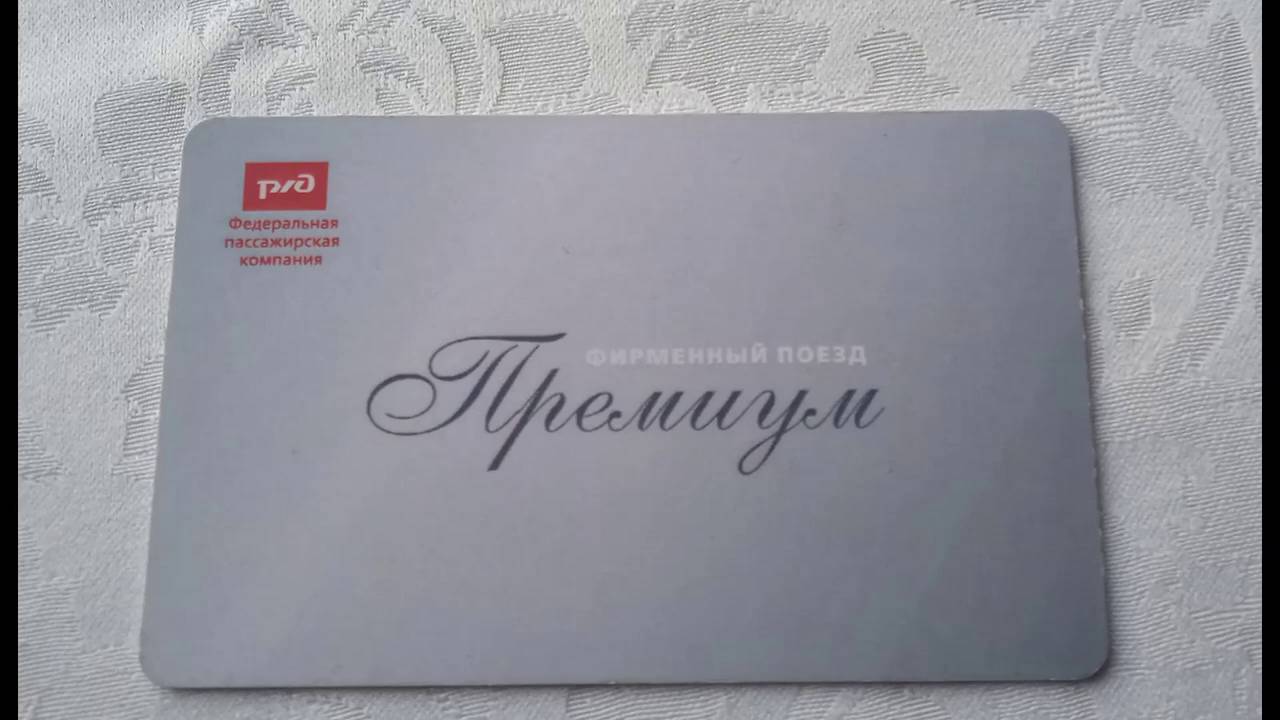 ржд
Федеральная
пассажирская
компания
ФИРМЕННЫЙ ПОЕЗД
Премиум